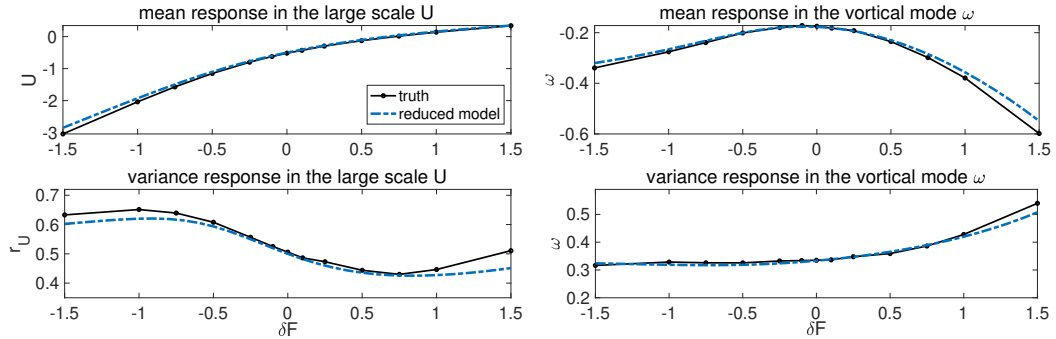 mean response in the large scale U
0
-1
-2
-3
U
truth
reduced model
-1.5 -1 -0.5 0 0.5 1 1.5
mean response in the vortical mode ω
-0.2
-0.4
-0.6
ω
-1.5 -1 -0.5 0 0.5 1 1.5
variance response in the large scale U
0.7
0.6
0.5
0.4
r_U
-1.5 -1 -0.5 0 0.5 1 1.5
δF
variance response in the vortical mode ω
0.5
0.4
0.3
0.2
ω
-1.5 -1 -0.5 0 0.5 1 1.5
δF